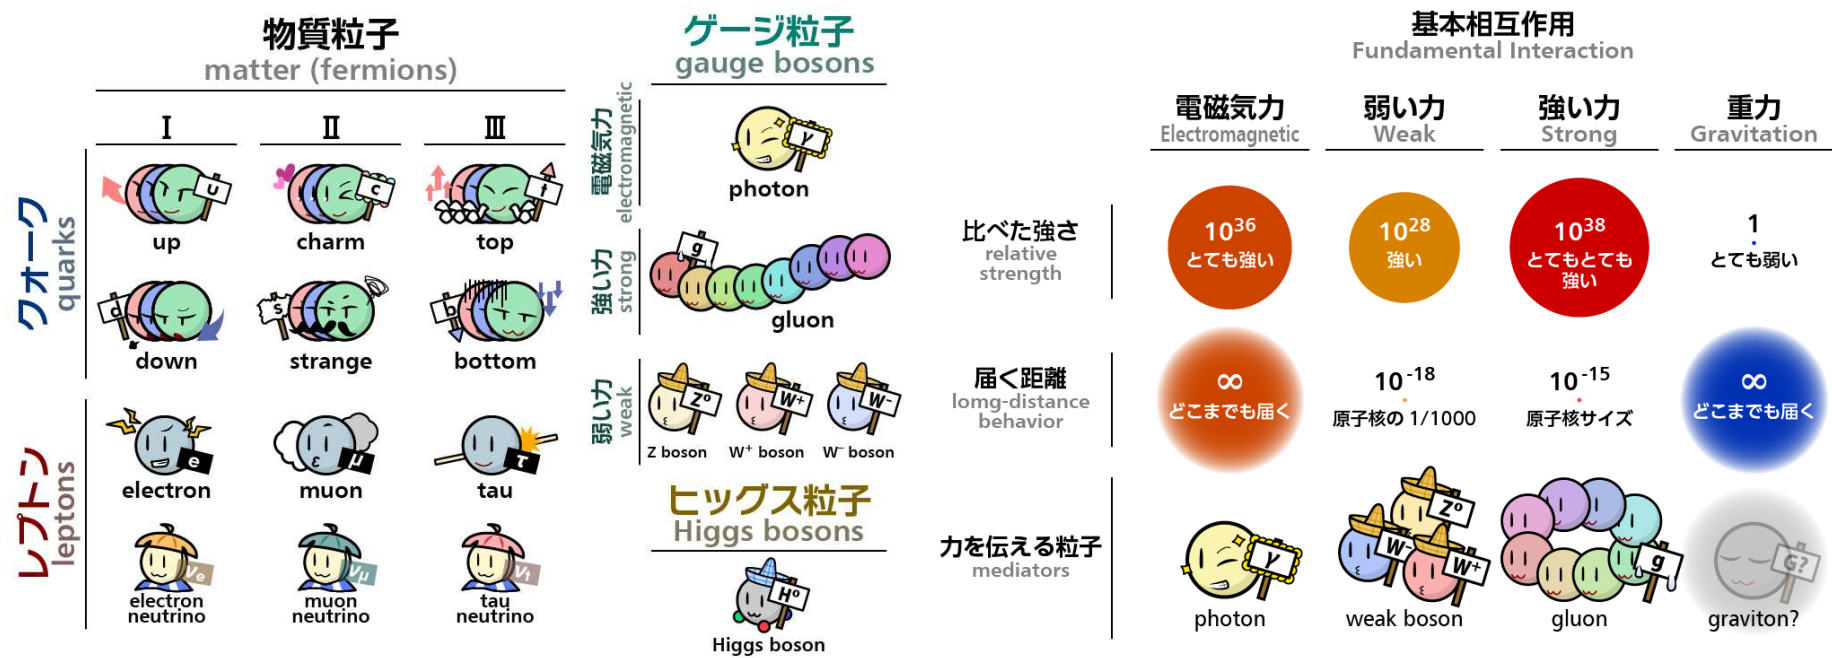 物質粒子
matter (fermions)
I
II
III
クォーク
quarks
u
up
c
charm
t
top
d
down
s
strange
b
bottom
レプトン
leptons
e
electron
μ
muon
τ
tau
νe
electron
neutrino
νμ
muon
neutrino
ντ
tau
neutrino
ゲージ粒子
gauge bosons
電磁気力
electromagnetic
γ
photon
強い力
strong
g
gluon
弱い力
weak
Z⁰
Z boson
W⁺
W⁺ boson
W⁻
W⁻ boson
ヒッグス粒子
Higgs bosons
H⁰
Higgs boson
基本相互作用
Fundamental Interaction
電磁気力
Electromagnetic
弱い力
Weak
強い力
Strong
重力
Gravitation
比べた強さ
relative
strength
10³⁶
とても強い
10²⁸
強い
10³⁸
とてもとても
強い
1
とても弱い
届く距離
lomg-distance
behavior
∞
どこまでも届く
10⁻¹⁸
原子核の 1/1000
10⁻¹⁵
原子核サイズ
∞
どこまでも届く
力を伝える粒子
mediators
γ
photon
Z⁰
W⁻
W⁺
weak boson
g
gluon
G?
graviton?